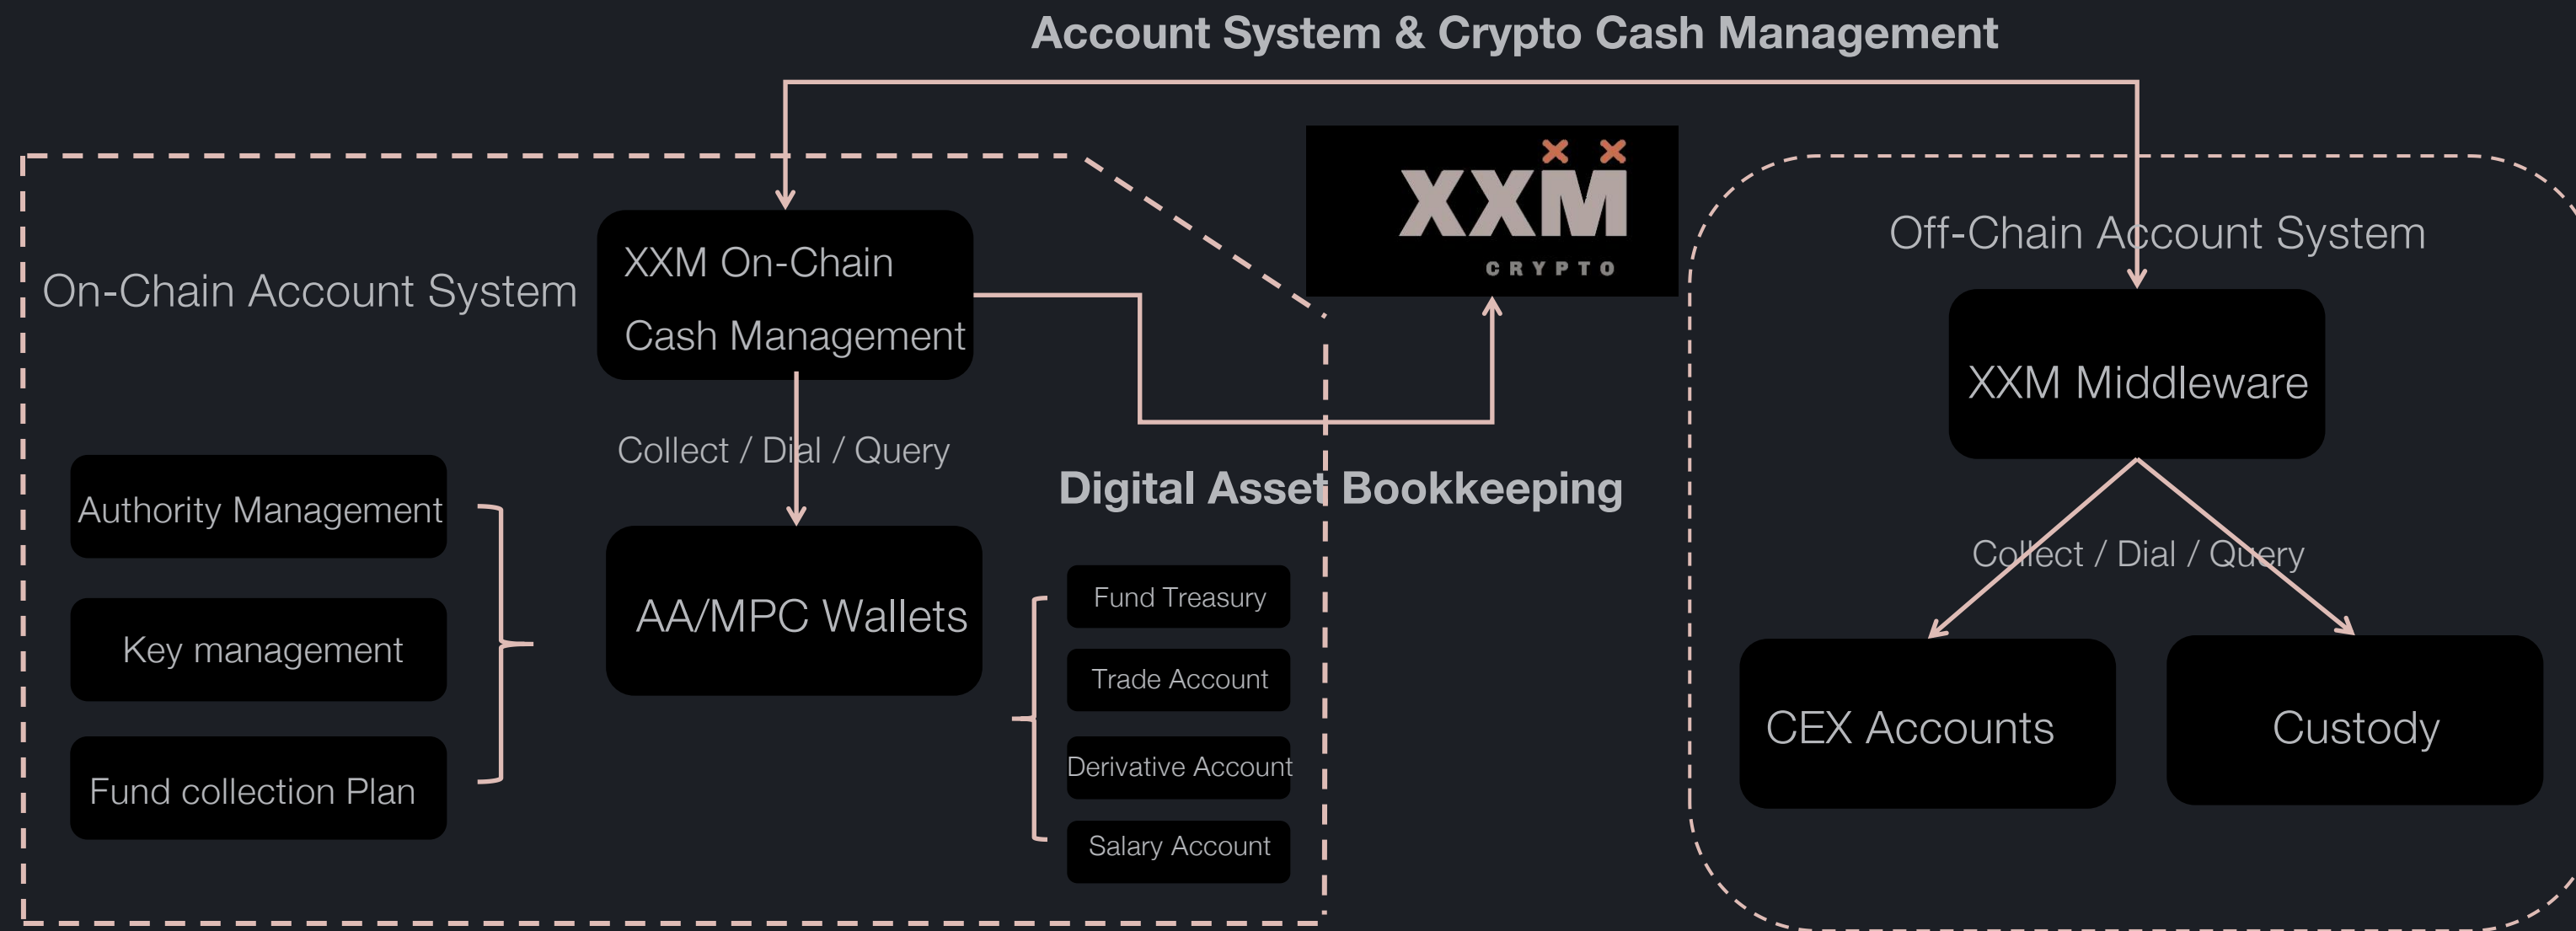 Account System & Crypto Cash Management
XXM
CRYPTO
On-Chain Account System
XXM On-Chain
Cash Management
Collect / Dial / Query
Authority Management
Key management
Fund collection Plan
AA/MPC Wallets
Digital Asset Bookkeeping
Fund Treasury
Trade Account
Derivative Account
Salary Account
Off-Chain Account System
XXM Middleware
Collect / Dial / Query
CEX Accounts
Custody